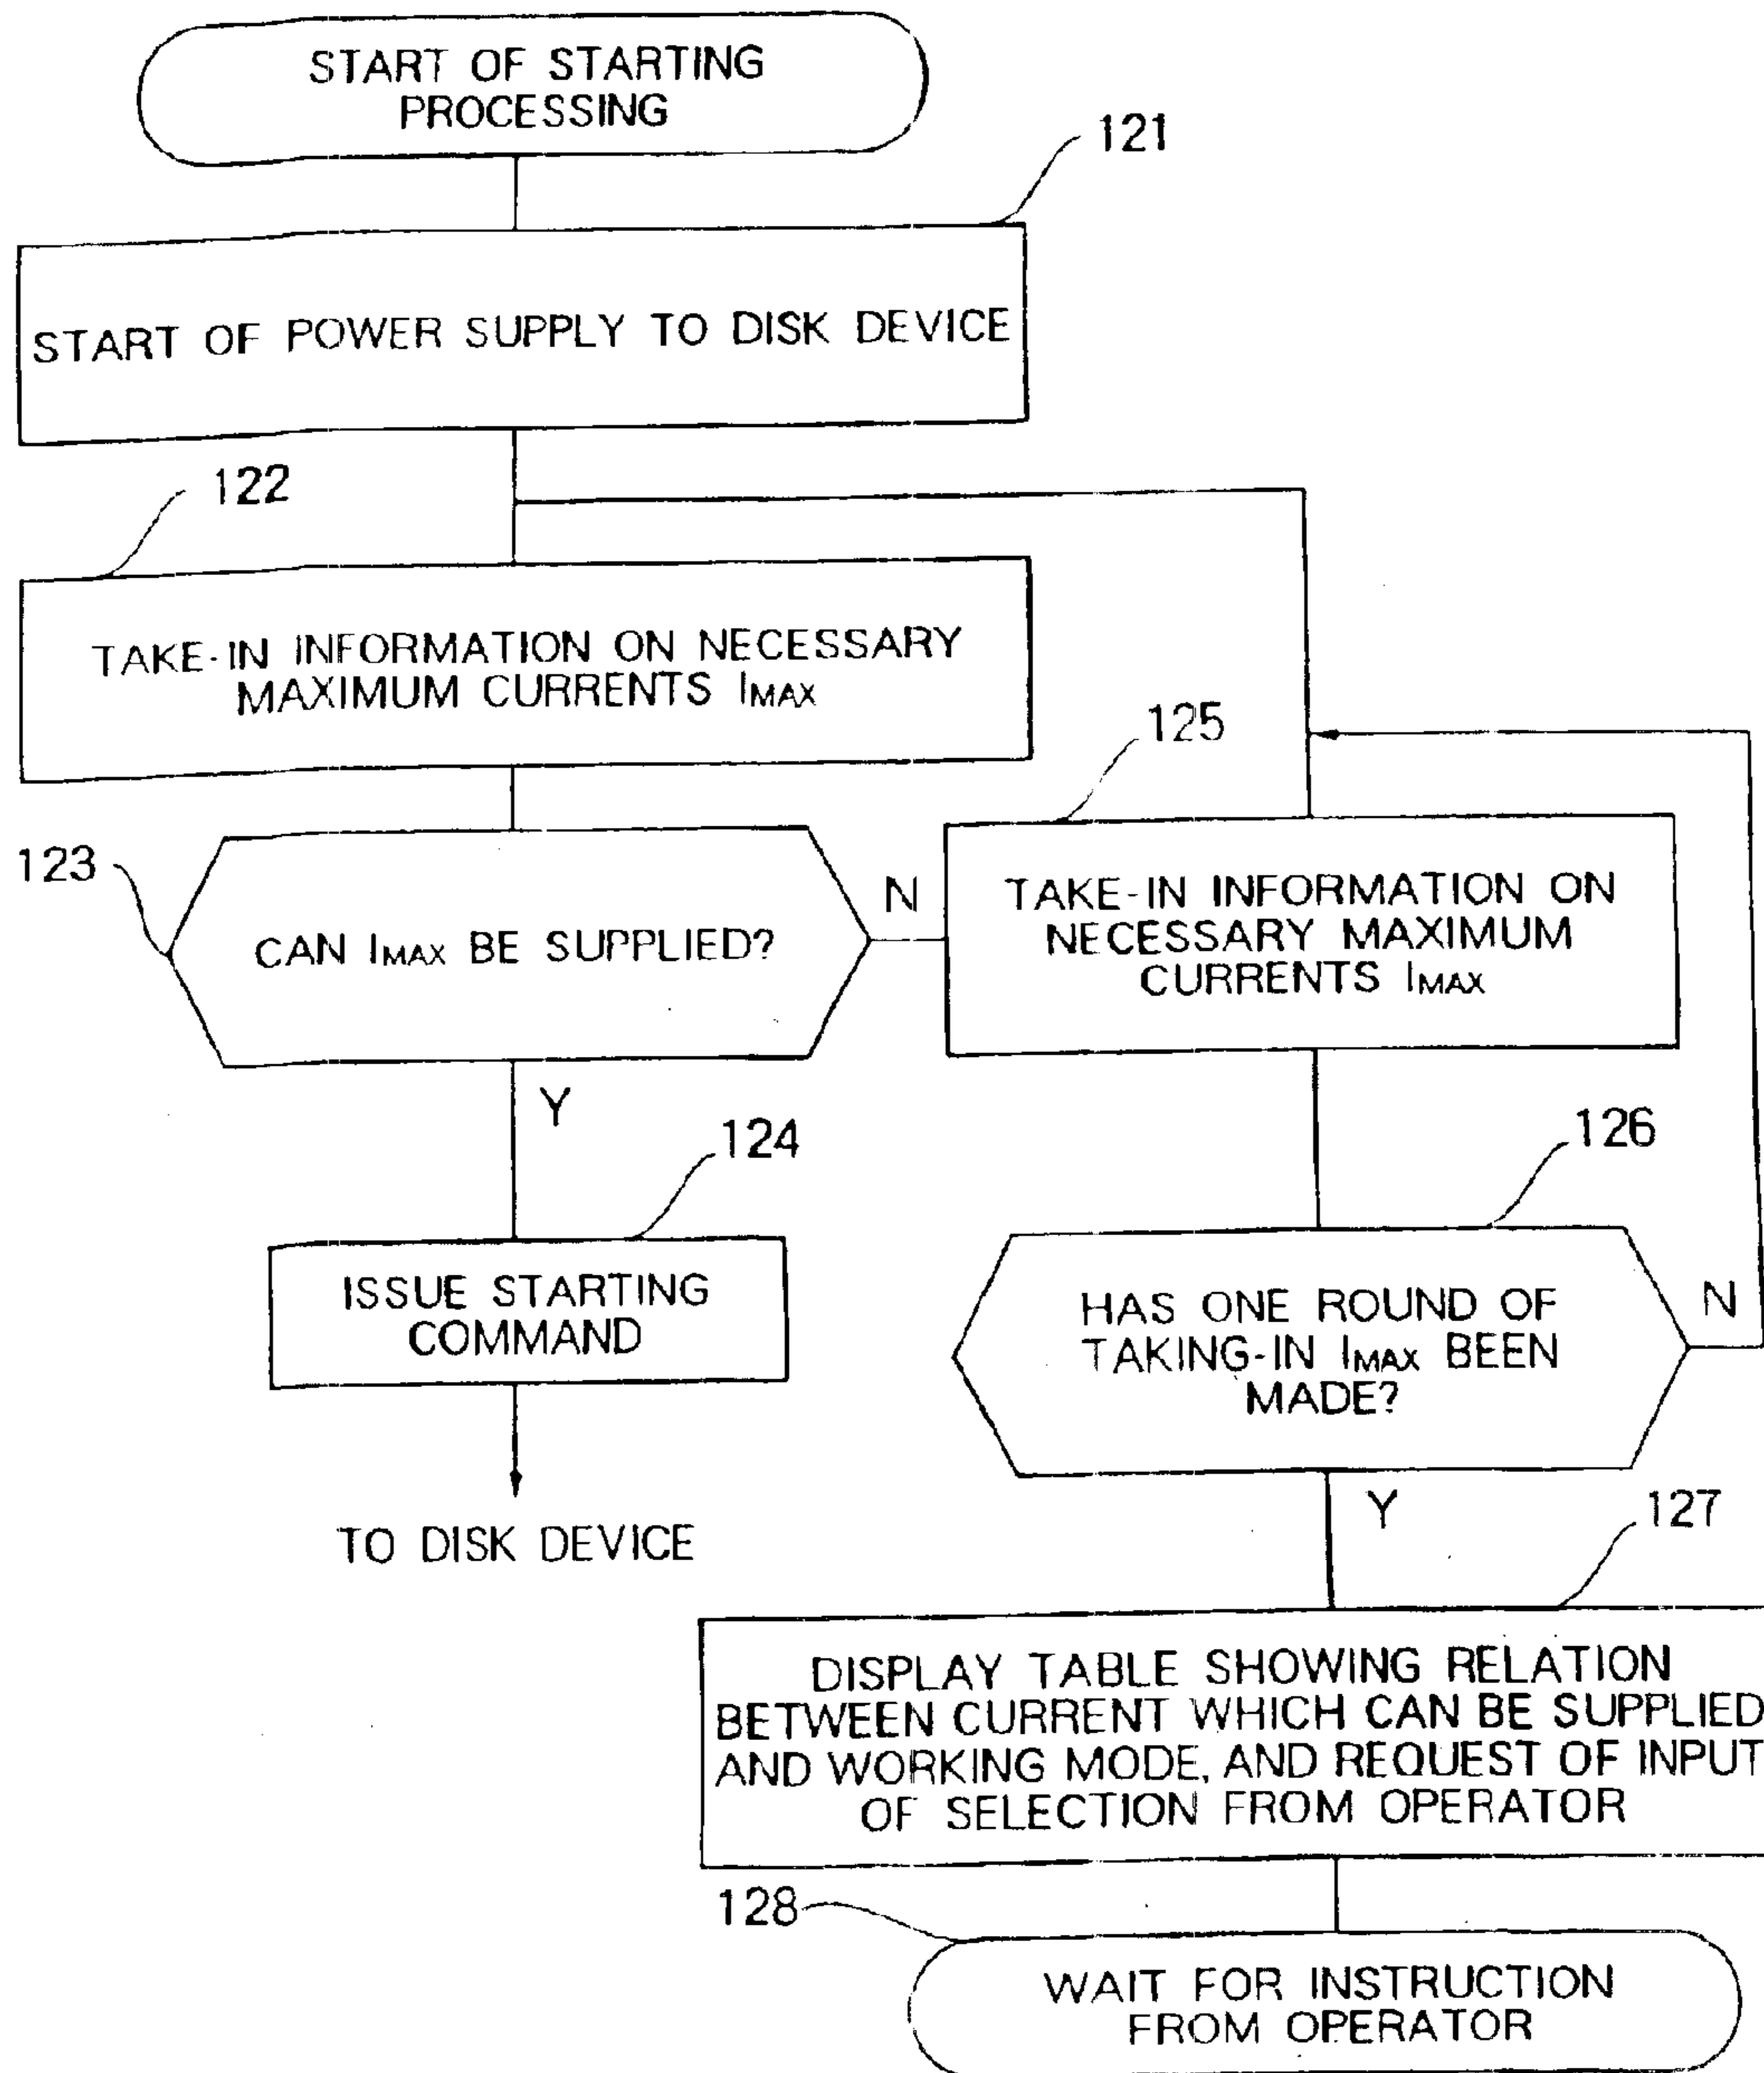 START OF STARTING
PROCESSING
121
START OF POWER SUPPLY TO DISK DEVICE
122
TAKE-IN INFORMATION ON NECESSARY
MAXIMUM CURRENTS IMAX
123
CAN IMAX BE SUPPLIED?
N
Y
124
ISSUE STARTING
COMMAND
TO DISK DEVICE
125
TAKE-IN INFORMATION ON
NECESSARY MAXIMUM
CURRENTS IMAX
126
HAS ONE ROUND OF
TAKING-IN IMAX BEEN
MADE?
N
Y
127
DISPLAY TABLE SHOWING RELATION
BETWEEN CURRENT WHICH CAN BE SUPPLIED
AND WORKING MODE, AND REQUEST OF INPUT
OF SELECTION FROM OPERATOR
128
WAIT FOR INSTRUCTION
FROM OPERATOR